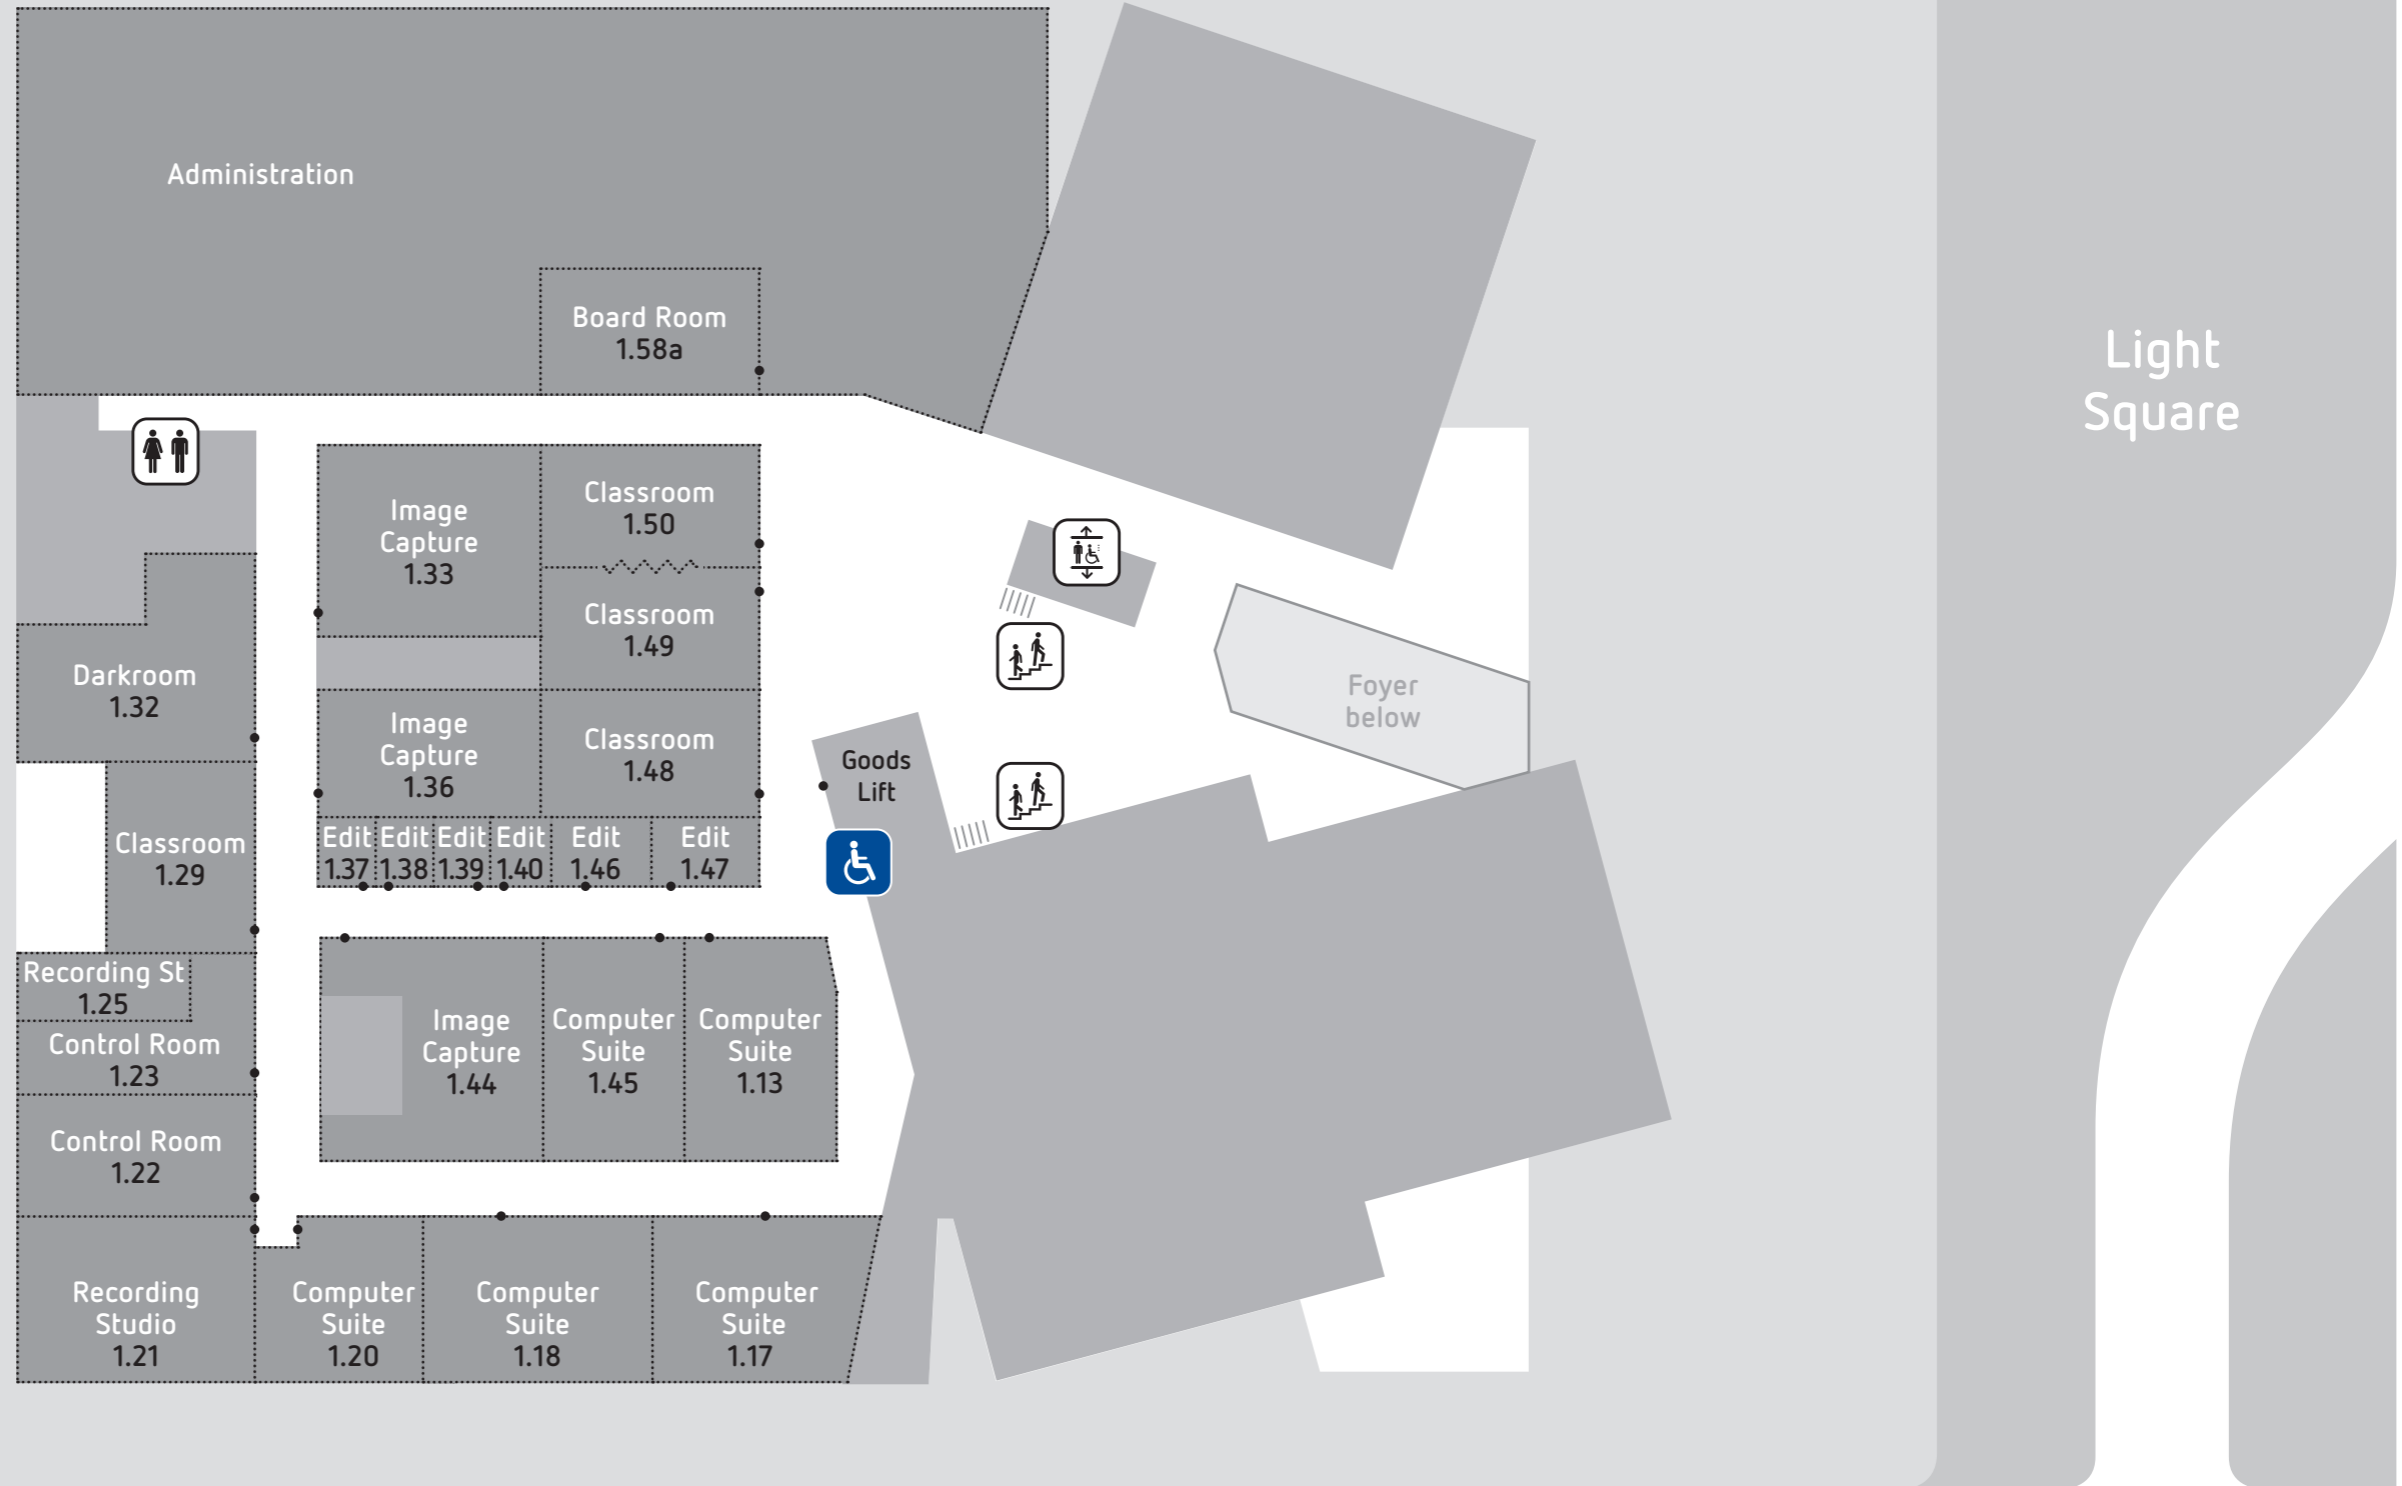 Administration
Board Room
1.58a
Light
Square
Image
Capture
1.33
Classroom
1.50
Classroom
1.49
Darkroom
1.32
Image
Capture
1.36
Classroom
1.48
Foyer
below
Goods
Lift
Classroom
1.29
Edit
1.37
Edit
1.38
Edit
1.39
Edit
1.40
Edit
1.46
Edit
1.47
Recording St
1.25
Control Room
1.23
Image
Capture
1.44
Computer
Suite
1.45
Computer
Suite
1.13
Control Room
1.22
Recording
Studio
1.21
Computer
Suite
1.20
Computer
Suite
1.18
Computer
Suite
1.17